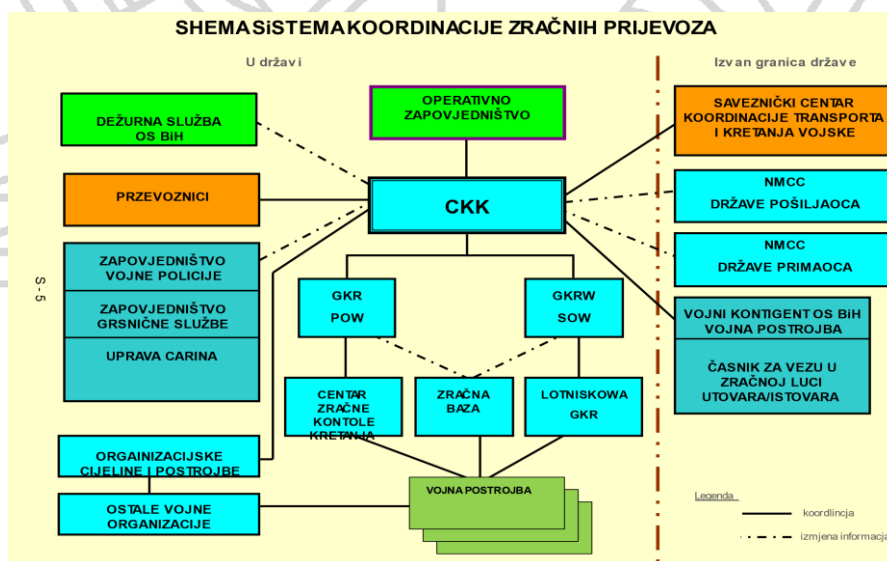 SHEMA SiSTEMA KOORDINACIJE ZRAČNIH PRIJEVOZA
U državi
Izvan granica države
DEŽURNA SLUŽBA
OS BiH
OPERATIVNO
ZAPOVJEDNIŠTVO
SAVEZNIČKI CENTAR
KOORDINACIJE TRANSPORTA
I KRETANJA VOJSKE
PRZEVOZNICI
CKK
NMCC
DRŽAVE POŠILJAOCA
NMCC
DRŽAVE PRIMAOCA
ZAPOVJEDNIŠTVO
VOJNE POLICIJE
ZAPOVJEDNIŠTVO
GRSNIČNE SLUŽBE
UPRAVA CARINA
S - 5
GKR
POW
GKRW
SOW
VOJNI KONTIGENT OS BiH
VOJNA POSTROJBA
ČASNIK ZA VEZU U
ZRAČNOJ LUCI
UTOVARA/ISTOVARA
CENTAR
ZRAČNE
KONTOLE
KRETANJA
ZRAČNA
BAZA
LOTNISKOWA
GKR
ORGAINIZACIJSKE
CIJELINE I POSTROJBE
OSTALE VOJNE
ORGANIZACIJE
VOJNA POSTROJBA
Legenda
koordlincja
izmjena informacja